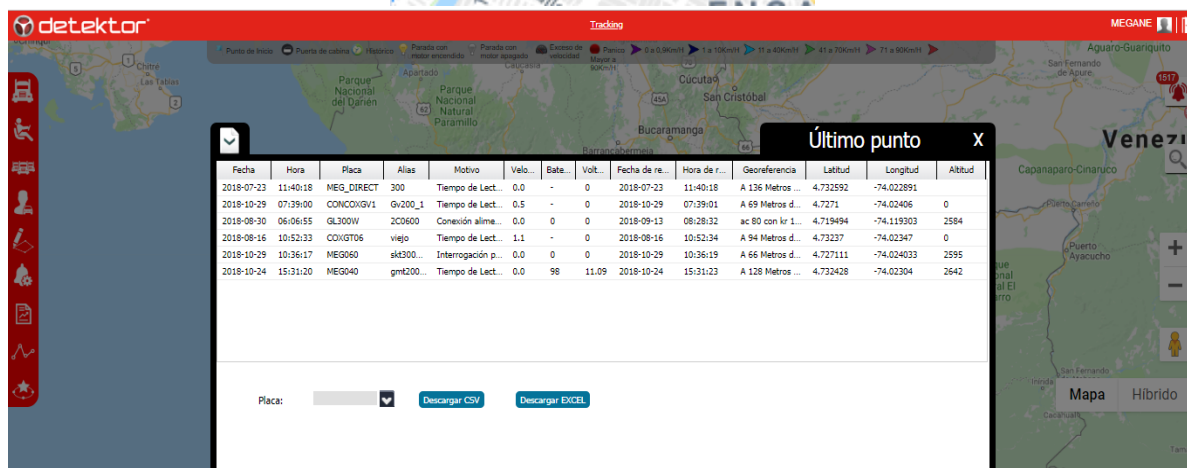 detektor
Tracking
MEGANE
Punto de Inicio Puerta de cabina Histórico Parada con motor encendido Parada con motor apagado Exceso de velocidad Panico 0 a 0,9Km/H 1 a 10Km/H 11 a 40Km/H 41 a 70Km/H 71 a 90Km/H Mayor a 90Km/H
Aguaro-Guariquito
San Fernando de Apure
1517
Chitré
Las Tablas
5
1
2
Parque Nacional del Darién
Apartado
62
Parque Nacional Natural Paramillo
Caucasia
Cúcuta
45A
San Cristóbal
Bucaramanga
66
Barrancabermeja
Venez
Capanaparo-Cinaruco
Último punto X
Fecha Hora Placa Alias Motivo Velo... Bate... Volt... Fecha de re... Hora de r... Georeferencia Latitud Longitud Altitud
2018-07-23 11:40:18 MEG_DIRECT 300 Tiempo de Lect... 0.0 - 0 2018-07-23 11:40:18 A 136 Metros ... 4.732592 -74.022891
2018-10-29 07:39:00 CONCOXGV1 Gv200_1 Tiempo de Lect... 0.5 - 0 2018-10-29 07:39:01 A 69 Metros d... 4.7271 -74.02406 0
2018-08-30 06:06:55 GL300W 2C0600 Conexión alime... 0.0 0 0 2018-09-13 08:28:32 ac 80 con kr 1... 4.719494 -74.119303 2584
2018-08-16 10:52:33 COXGT06 viejo Tiempo de Lect... 1.1 - 0 2018-08-16 10:52:34 A 94 Metros d... 4.73237 -74.02347 0
2018-10-29 10:36:17 MEG060 skt300... Interrogación p... 0.0 0 0 2018-10-29 10:36:19 A 66 Metros d... 4.727111 -74.024033 2595
2018-10-24 15:31:20 MEG040 gmt200... Tiempo de Lect... 0.0 98 11.09 2018-10-24 15:31:23 A 128 Metros ... 4.732428 -74.02304 2642
Puerto Carreño
Puerto Ayacucho
Placa: Descargar CSV Descargar EXCEL
San Fernando
Inírida
Mapa Híbrido